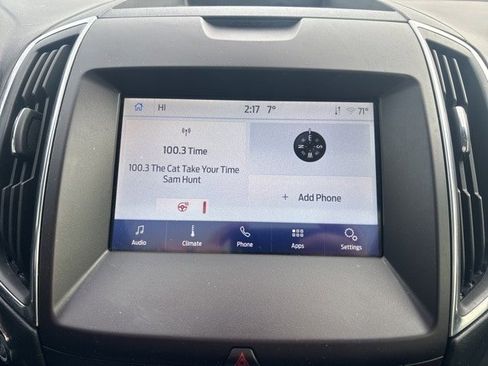 HI 2:17 7° 71°
100.3 Time
100.3 The Cat Take Your Time
Sam Hunt
+ Add Phone
Audio Climate Phone Apps Settings